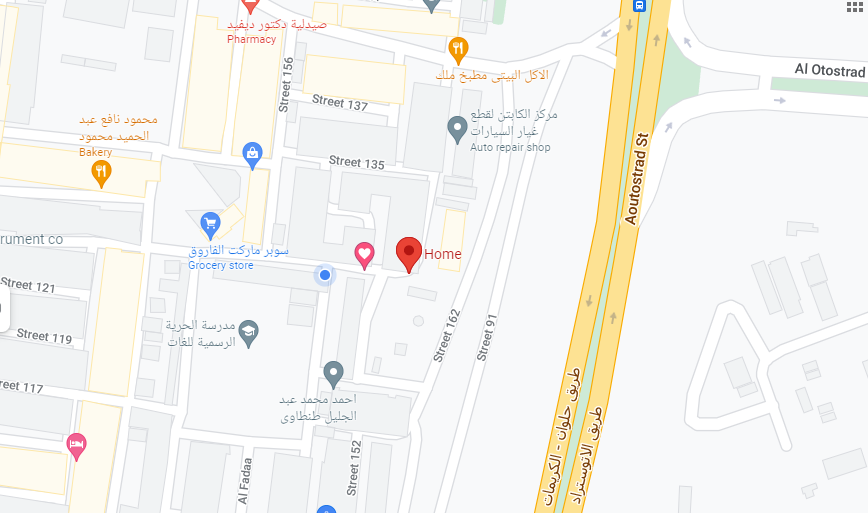 صيدلية دكتور ديفيد
Pharmacy
Street 156
الاكل البيتى مطبخ ملك
Al Otostrad
Street 137
محمود نافع عبد
الحميد محمود
Bakery
مركز الكابتن لقطع
غيار السيارات
Auto repair shop
Street 135
Aoutostrad St
rument co
سوبر ماركت الفاروق
Grocery store
Home
reet 121
Street 119
مدرسة الحرية
الرسمية للغات
Street 162
Street 91
reet 117
احمد محمد عبد
الجليل طنطاوى
طريق حلوان - الكريمات
طريق الاتوستراد
Al Fadaa
Street 152